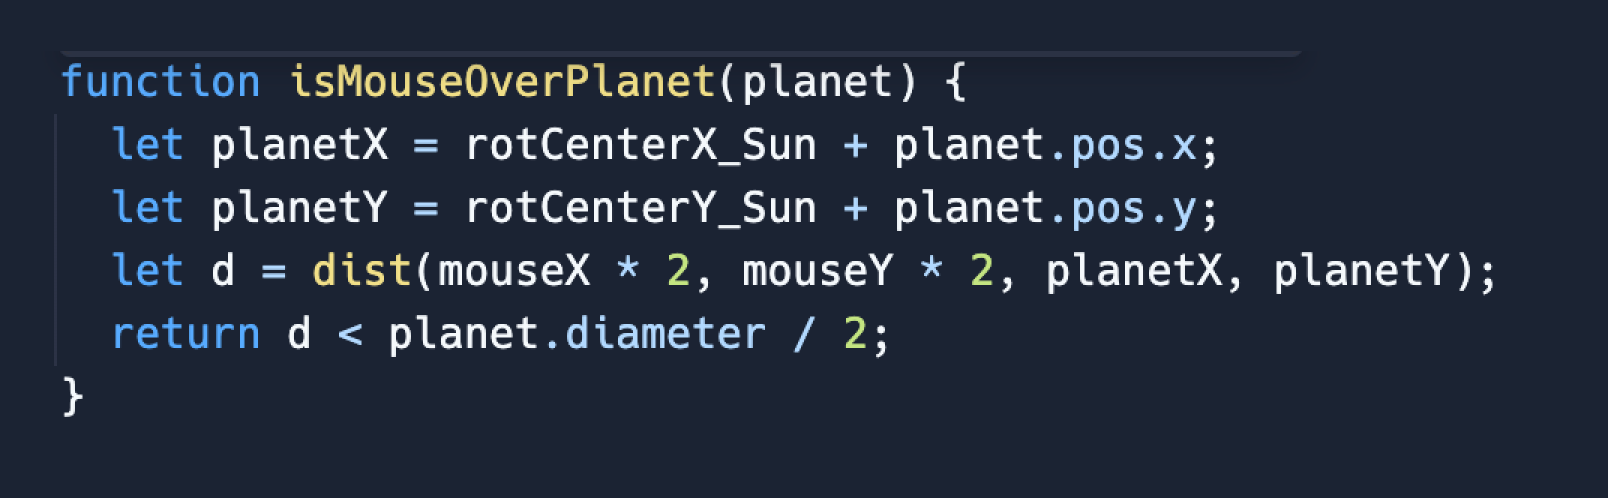 function isMouseOverPlanet(planet) {
  let planetX = rotCenterX_Sun + planet.pos.x;
  let planetY = rotCenterY_Sun + planet.pos.y;
  let d = dist(mouseX * 2, mouseY * 2, planetX, planetY);
  return d < planet.diameter / 2;
}